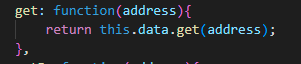 get: function(address){
return this.data.get(address);
},